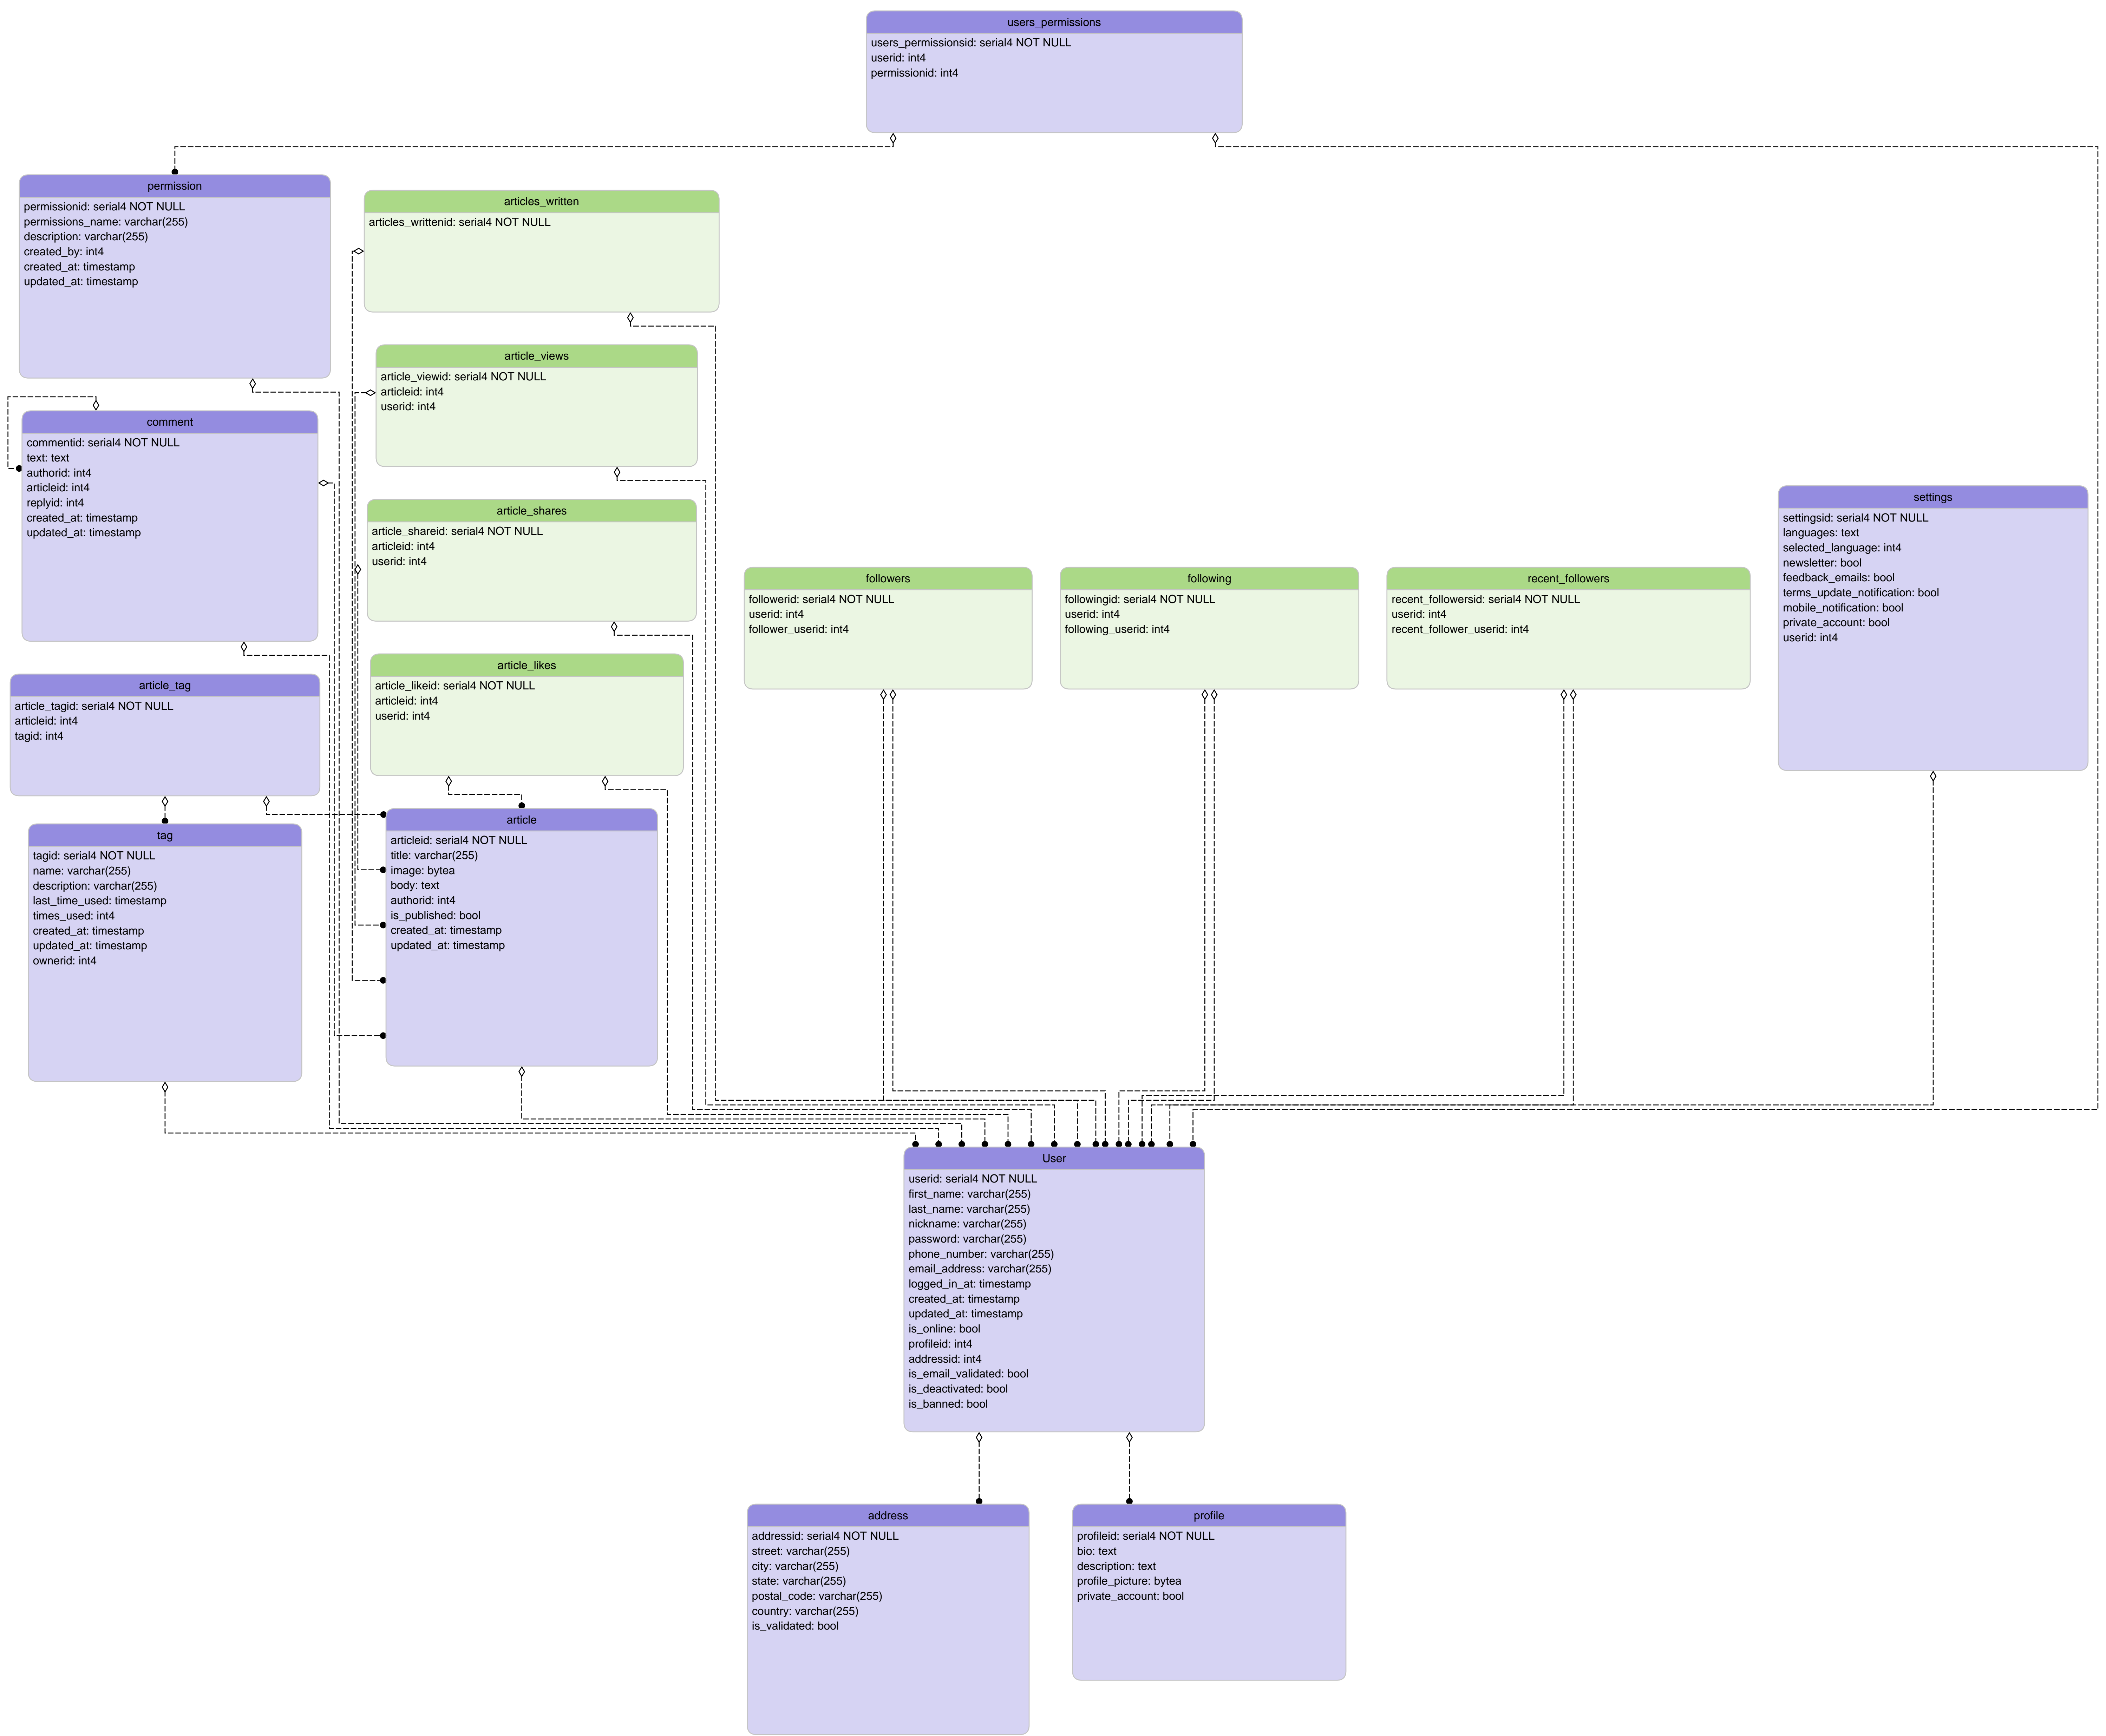 users_permissions
users_permissionsid: serial4 NOT NULL
userid: int4
permissionid: int4
permission
permissionid: serial4 NOT NULL
permissions_name: varchar(255)
description: varchar(255)
created_by: int4
created_at: timestamp
updated_at: timestamp
articles_written
articles_writtenid: serial4 NOT NULL
article_views
article_viewid: serial4 NOT NULL
articleid: int4
userid: int4
comment
commentid: serial4 NOT NULL
text: text
authorid: int4
articleid: int4
replyid: int4
created_at: timestamp
updated_at: timestamp
article_shares
article_shareid: serial4 NOT NULL
articleid: int4
userid: int4
settings
settingsid: serial4 NOT NULL
languages: text
selected_language: int4
newsletter: bool
feedback_emails: bool
terms_update_notification: bool
mobile_notification: bool
private_account: bool
userid: int4
followers
followerid: serial4 NOT NULL
userid: int4
follower_userid: int4
following
followingid: serial4 NOT NULL
userid: int4
following_userid: int4
recent_followers
recent_followersid: serial4 NOT NULL
userid: int4
recent_follower_userid: int4
article_likes
article_likeid: serial4 NOT NULL
articleid: int4
userid: int4
article_tag
article_tagid: serial4 NOT NULL
articleid: int4
tagid: int4
tag
tagid: serial4 NOT NULL
name: varchar(255)
description: varchar(255)
last_time_used: timestamp
times_used: int4
created_at: timestamp
updated_at: timestamp
ownerid: int4
article
articleid: serial4 NOT NULL
title: varchar(255)
image: bytea
body: text
authorid: int4
is_published: bool
created_at: timestamp
updated_at: timestamp
User
userid: serial4 NOT NULL
first_name: varchar(255)
last_name: varchar(255)
nickname: varchar(255)
password: varchar(255)
phone_number: varchar(255)
email_address: varchar(255)
logged_in_at: timestamp
created_at: timestamp
updated_at: timestamp
is_online: bool
profileid: int4
addressid: int4
is_email_validated: bool
is_deactivated: bool
is_banned: bool
address
addressid: serial4 NOT NULL
street: varchar(255)
city: varchar(255)
state: varchar(255)
postal_code: varchar(255)
country: varchar(255)
is_validated: bool
profile
profileid: serial4 NOT NULL
bio: text
description: text
profile_picture: bytea
private_account: bool